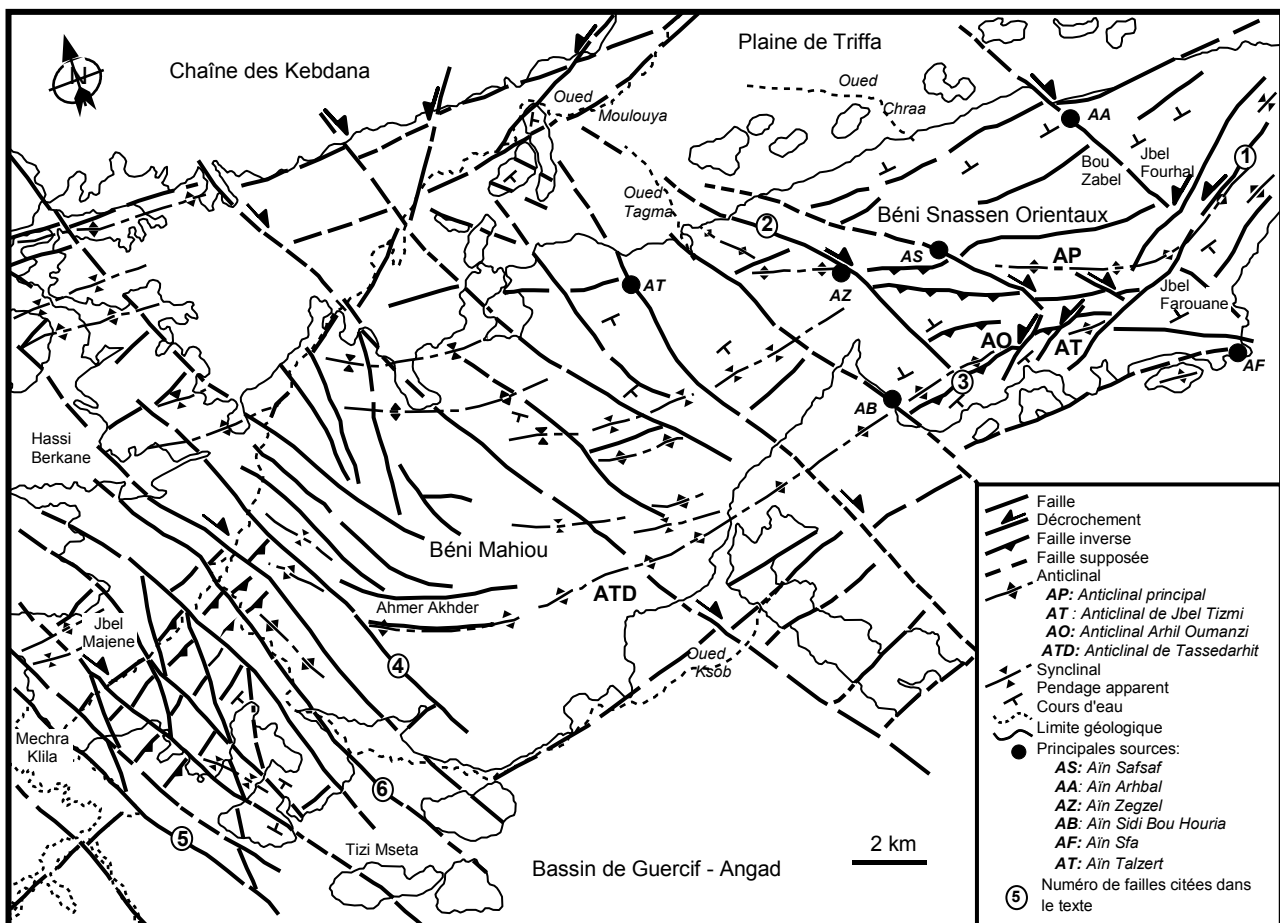 N
Chaîne des Kebdana
Plaine de Triffa
Oued
Moulouya
Oued
Chraa
AA
Bou
Zabel
Jbel
Fourhal
1
Oued
Tagma
2
Béni Snassen Orientaux
AS
AP
AT
AZ
Jbel
Farouane
AO
AT
AF
3
AB
Hassi
Berkane
Béni Mahiou
Ahmer Akhder
ATD
Jbel
Majene
4
Oued
Ksob
Mechra
Klila
6
5
Tizi Mseta
Bassin de Guercif - Angad
2 km
Faille
Décrochement
Faille inverse
Faille supposée
Anticlinal
AP: Anticlinal principal
AT : Anticlinal de Jbel Tizmi
AO: Anticlinal Arhil Oumanzi
ATD: Anticlinal de Tassedarhit
Synclinal
Pendage apparent
Cours d'eau
Limite géologique
Principales sources:
AS: Aïn Safsaf
AA: Aïn Arhbal
AZ: Aïn Zegzel
AB: Aïn Sidi Bou Houria
AF: Aïn Sfa
AT: Aïn Talzert
5 Numéro de failles citées dans
le texte